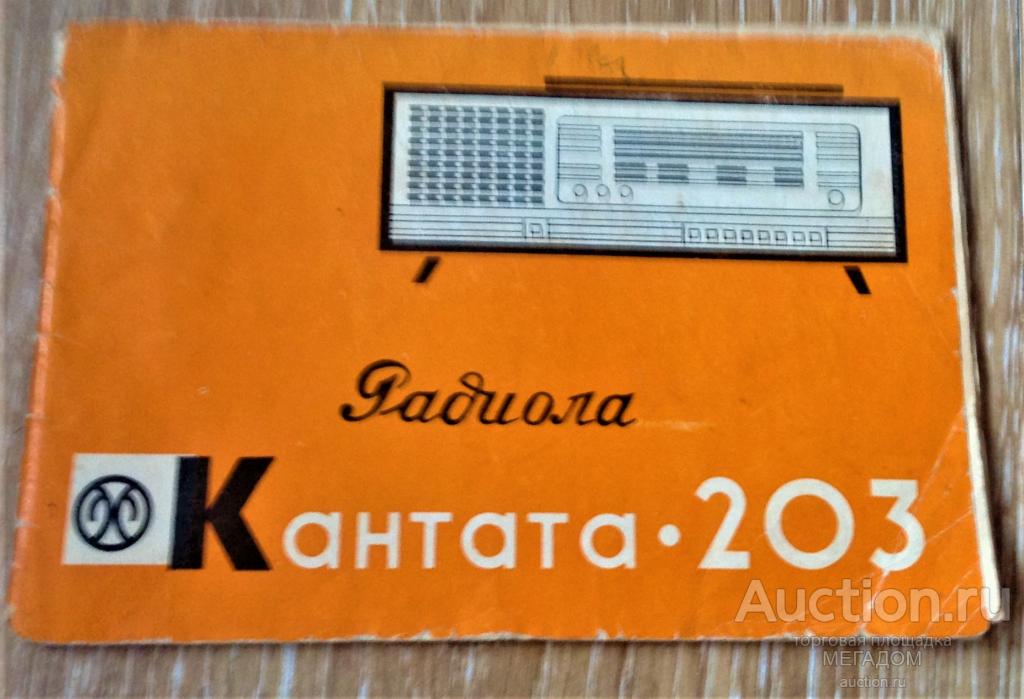 Радиола
Кантата•203
Auction.ru
торговая площадка
МЕГАДОМ
auction.ru